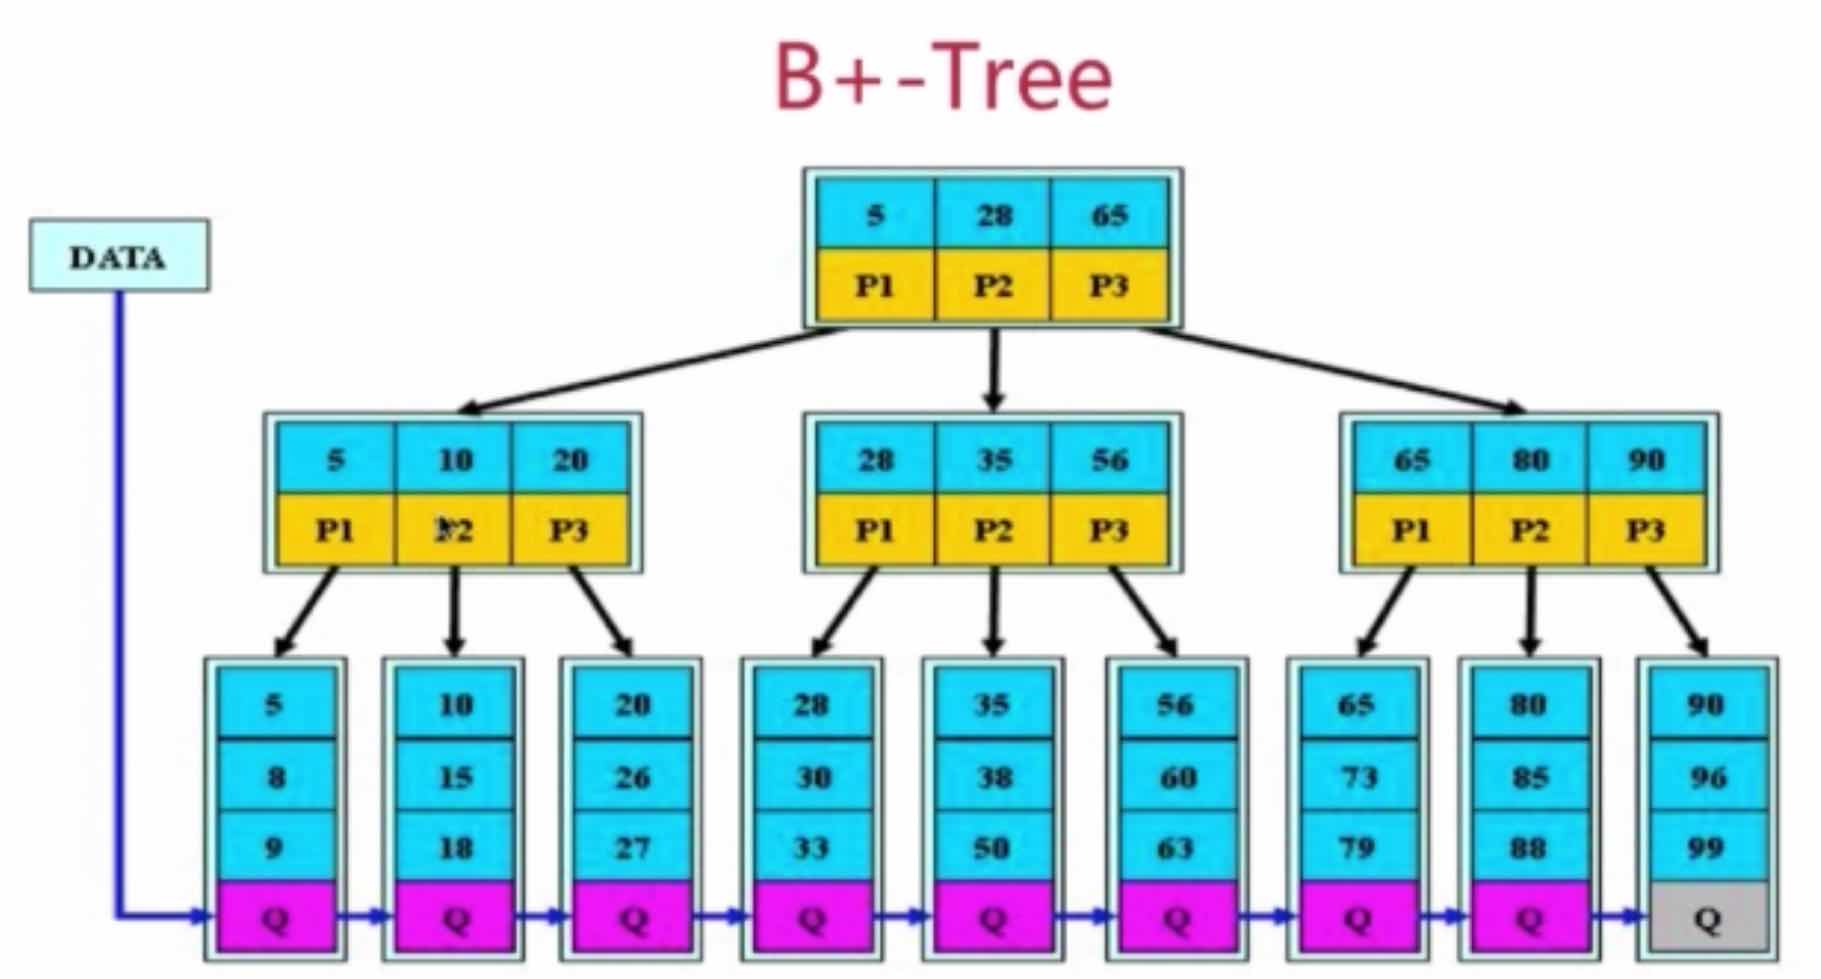 B+-Tree
5 28 65
DATA
P1 P2 P3
5 10 20 28 35 56 65 80 90
P1 P2 P3 P1 P2 P3 P1 P2 P3
5 10 20 28 35 56 65 80 90
8 15 26 30 38 60 73 85 96
9 18 27 33 50 63 79 88 99
Q Q Q Q Q Q Q Q Q